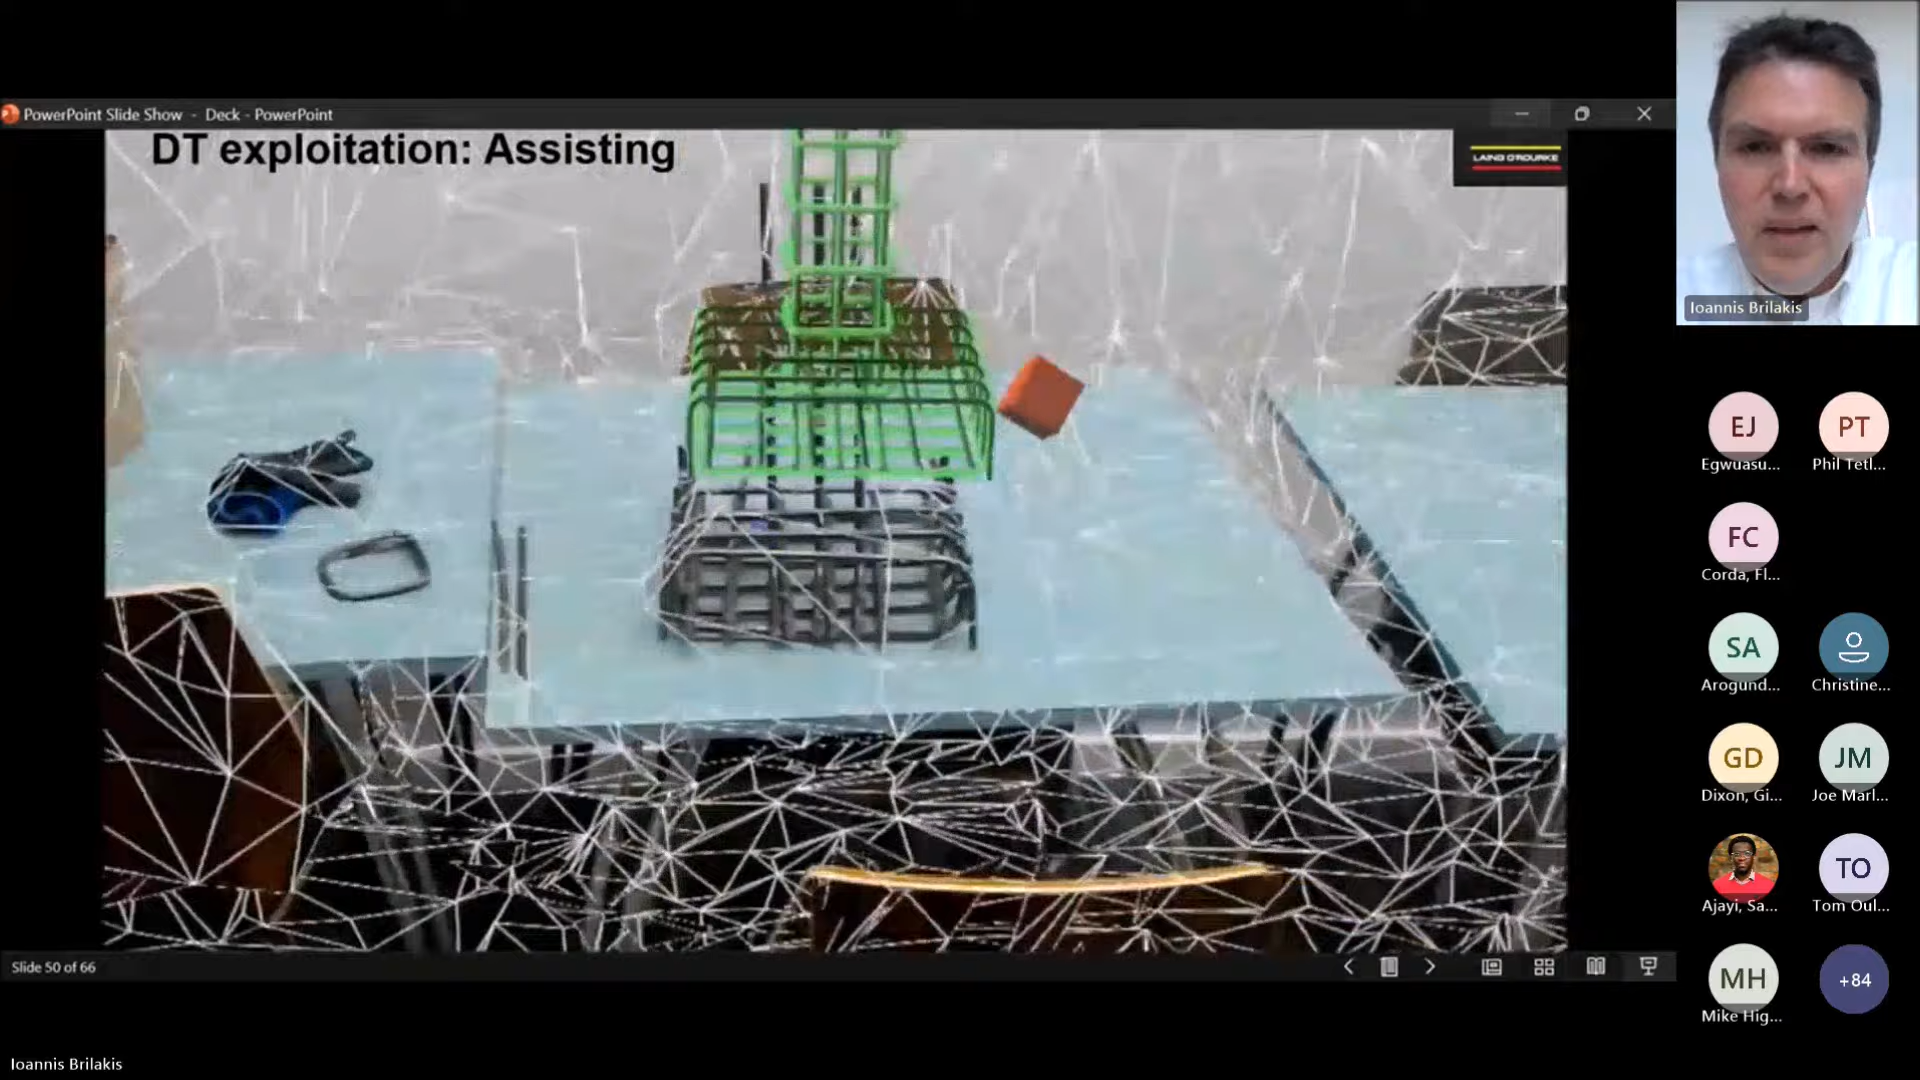 PowerPoint Slide Show - Deck - PowerPoint
DT exploitation: Assisting
LAING O'ROURKE
Ioannis Brilakis
EJ
PT
Egwuasu...
Phil Tetl...
FC
Corda, Fl...
SA
Arogund...
Christine...
GD
JM
Dixon, Gi...
Joe Marl...
TO
Ajayi, Sa...
Tom Oul...
MH
+84
Mike Hig...
Slide 50 of 66
Ioannis Brilakis